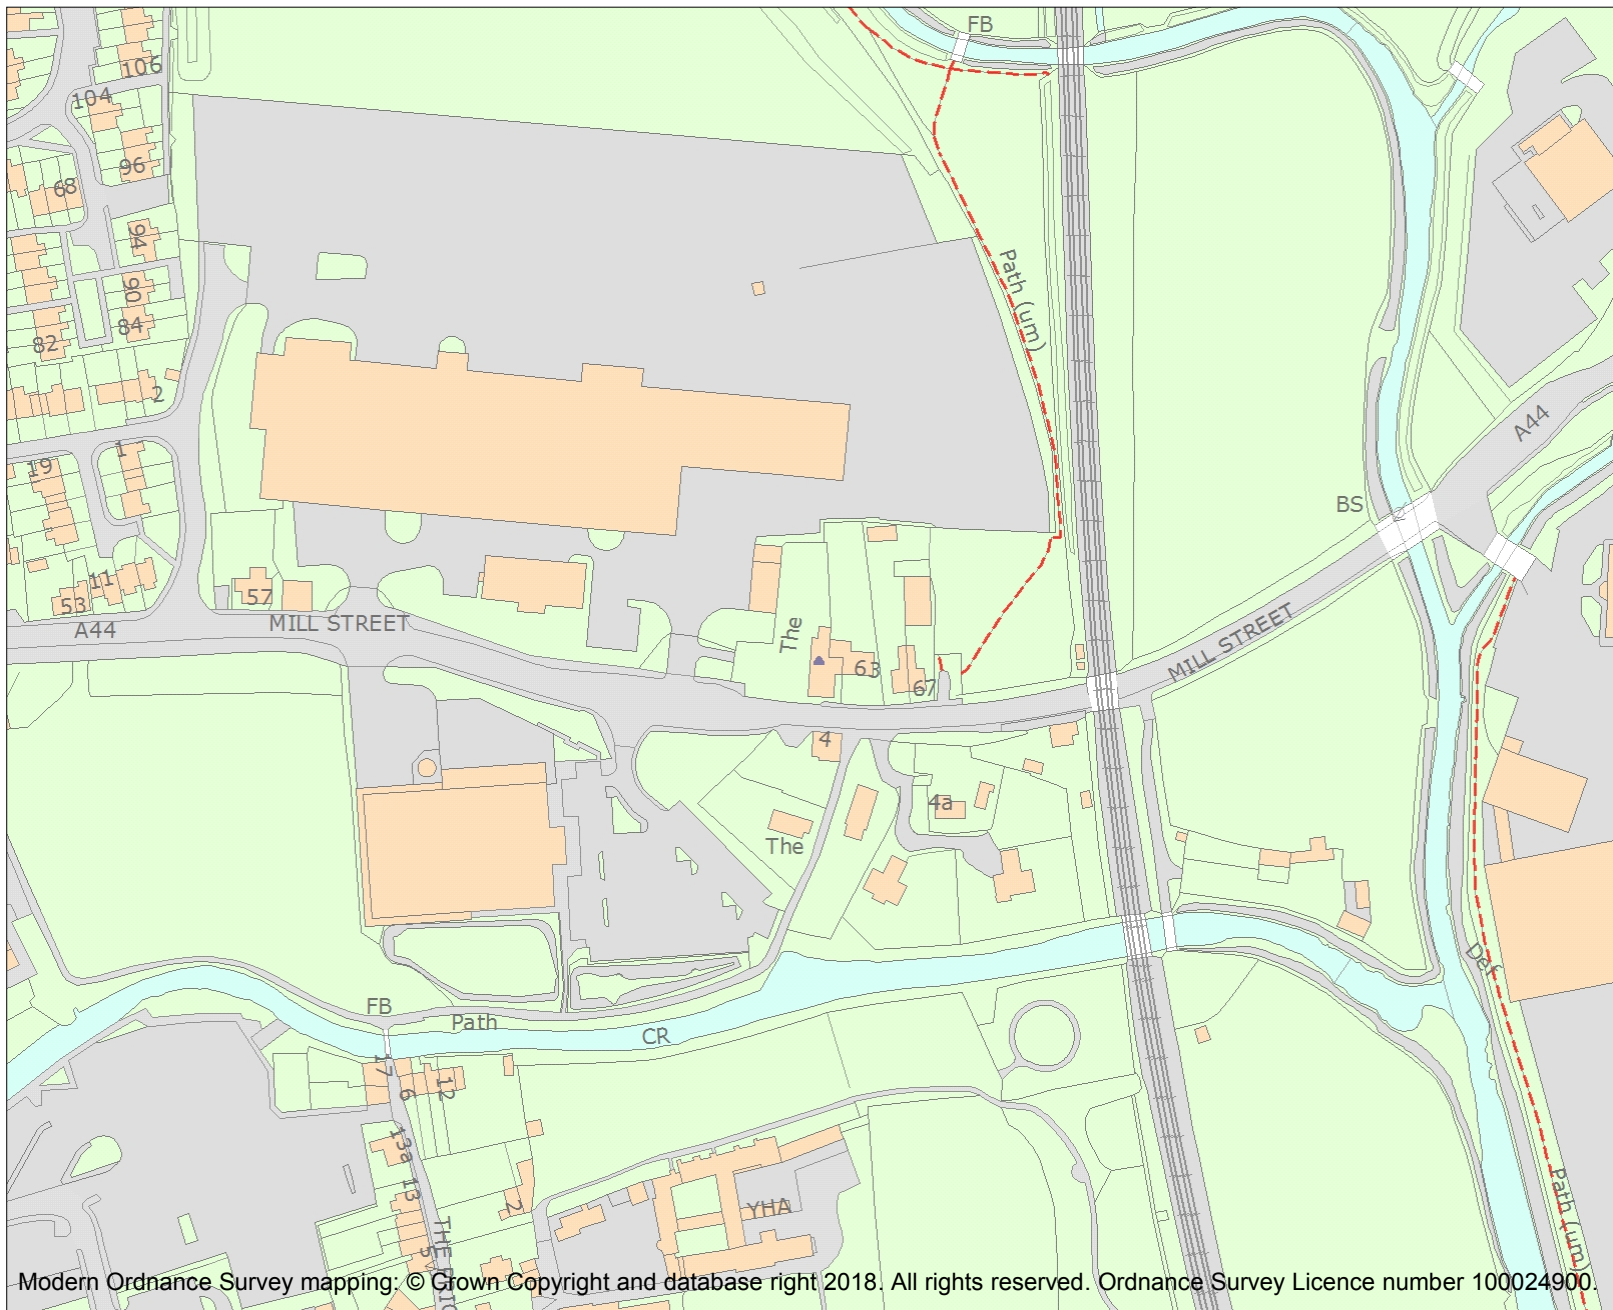 FB
106
104
96
68
94
90
84
82
Path (um)
2
A44
1
19
BS
2
11
53
57
A44
MILL STREET
The
63
67
MILL STREET
4
4a
The
Def
FB
Path
CR
17
6
12
13a
13
2
YHA
5
Path (um)
Modern Ordnance Survey mapping: © Crown Copyright and database right 2018. All rights reserved. Ordnance Survey Licence number 100024900.